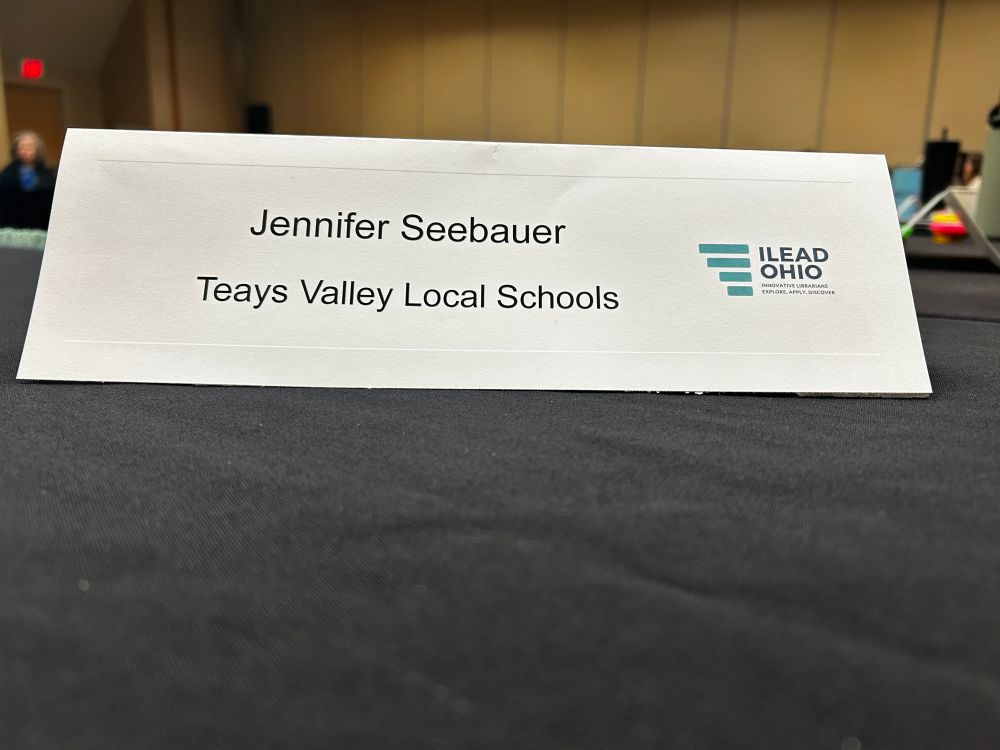 Jennifer Seebauer
Teays Valley Local Schools
ILEAD
OHIO
INNOVATIVE LIBRARIANS
EXPLORE, APPLY, DISCOVER